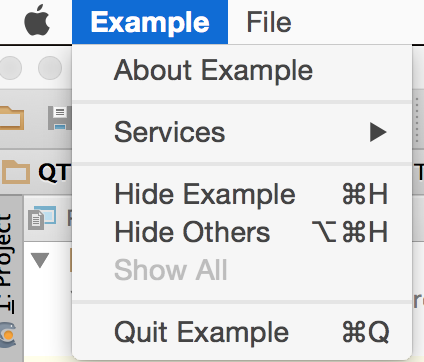 Example File
About Example
Services ▶
QT
Hide Example ⌘H
Hide Others ⌥⌘H
Show All
1: Project
Quit Example ⌘Q